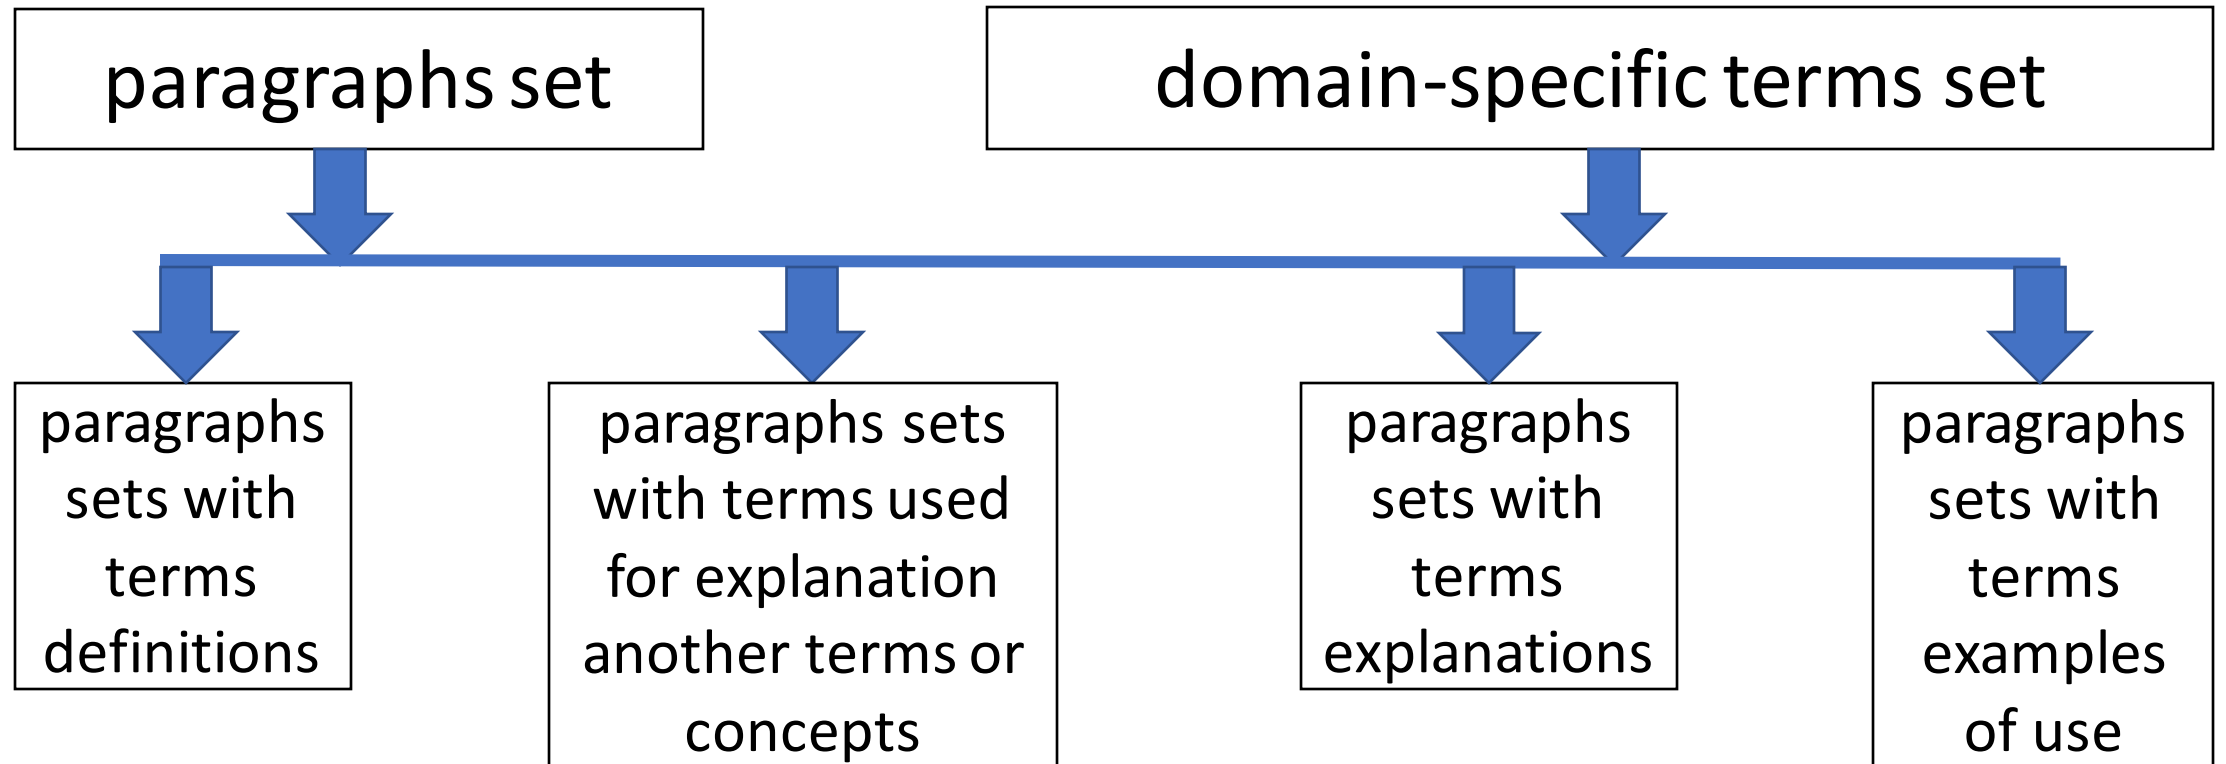 paragraphs set
domain-specific terms set
paragraphs
sets with
terms
definitions
paragraphs sets
with terms used
for explanation
another terms or
concepts
paragraphs
sets with
terms
explanations
paragraphs
sets with
terms
examples
of use